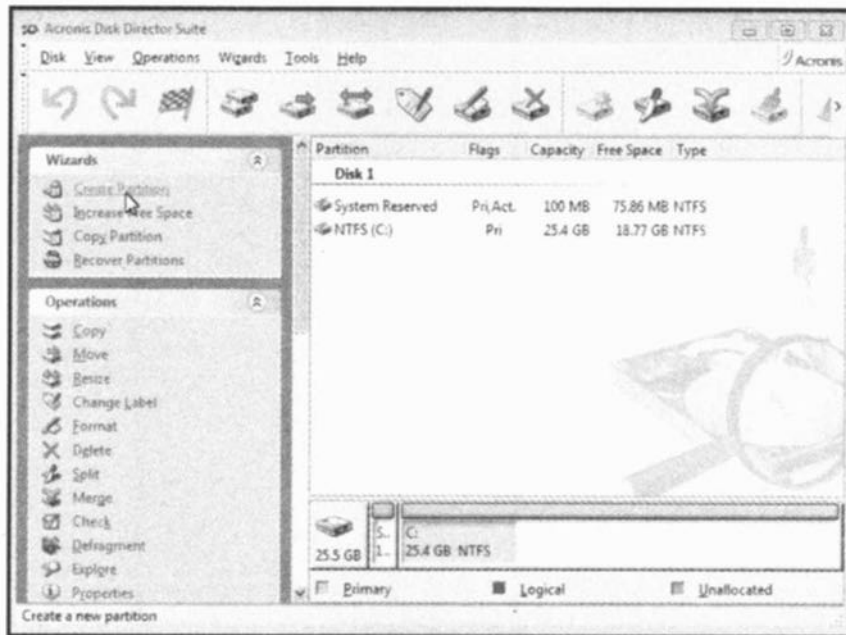 Acronis Disk Director Suite
Disk View Operations Wizards Tools Help
Acronis
Wizards
Create Partition
Increase Free Space
Copy Partition
Recover Partitions
Operations
Copy
Move
Resize
Change Label
Format
Delete
Split
Merge
Check
Defragment
Explore
Properties
Partition Flags Capacity Free Space Type
Disk 1
System Reserved Pri,Act. 100 MB 75.86 MB NTFS
NTFS (C:) Pri 25.4 GB 18.77 GB NTFS
S... C:
25.5 GB 1... 25.4 GB NTFS
Primary Logical Unallocated
Create a new partition